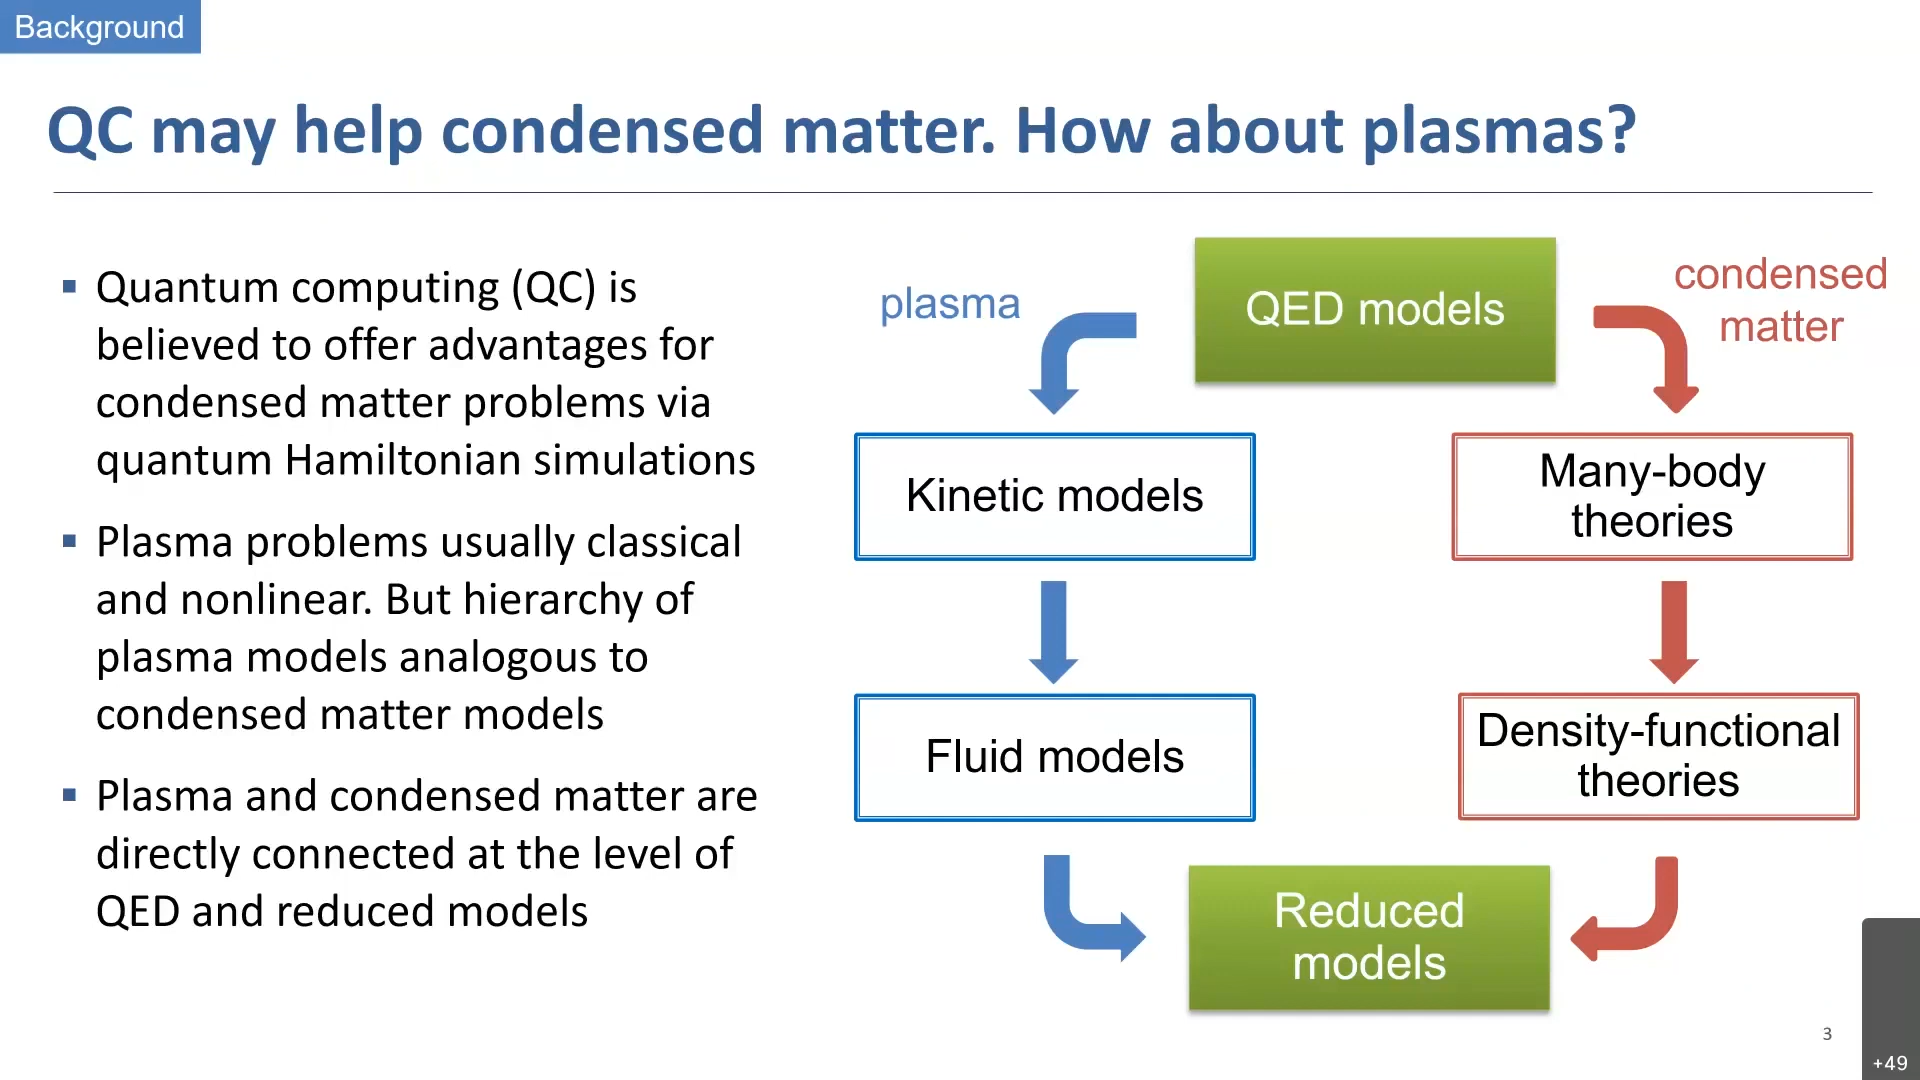 Background
QC may help condensed matter. How about plasmas?
▪ Quantum computing (QC) is
believed to offer advantages for
condensed matter problems via
quantum Hamiltonian simulations
▪ Plasma problems usually classical
and nonlinear. But hierarchy of
plasma models analogous to
condensed matter models
▪ Plasma and condensed matter are
directly connected at the level of
QED and reduced models
plasma
QED models
condensed
matter
Kinetic models
Many-body
theories
Fluid models
Density-functional
theories
Reduced
models
3
+49